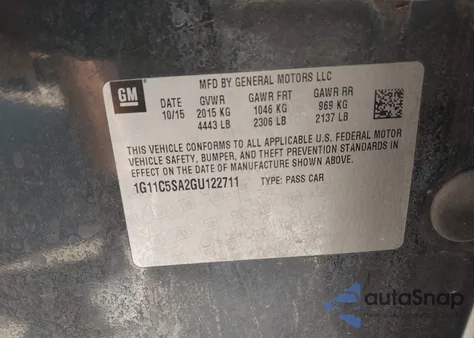 MFD BY GENERAL MOTORS LLC
GM
DATE GVWR GAWR FRT GAWR RR
10/15 2015 KG 1046 KG 969 KG
4443 LB 2306 LB 2137 LB
THIS VEHICLE CONFORMS TO ALL APPLICABLE U.S. FEDERAL MOTOR
VEHICLE SAFETY, BUMPER, AND THEFT PREVENTION STANDARDS IN
EFFECT ON THE DATE OF MANUFACTURE SHOWN ABOVE.
1G11C5SA2GU122711 TYPE: PASS CAR
autoSnap